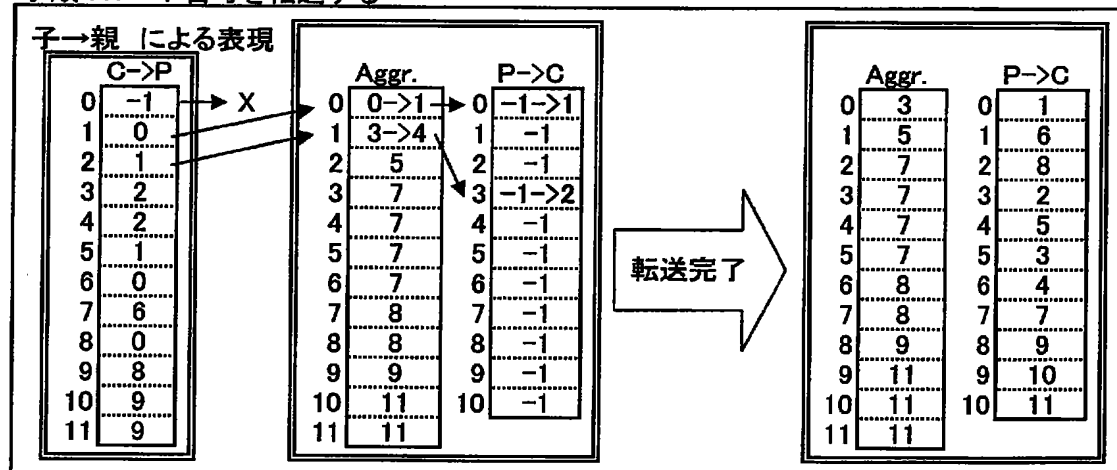 子→親 による表現
C->P
0 -1 X
1 0
2 1
3 2
4 2
5 1
6 0
7 6
8 0
9 8
10 9
11 9
Aggr. P->C
0 0->1 0 -1->1
1 3->4 1 -1
2 5 2 -1
3 7 3 -1->2
4 7 4 -1
5 7 5 -1
6 7 6 -1
7 8 7 -1
8 8 8 -1
9 9 9 -1
10 11 10 -1
11 11
転送完了
Aggr. P->C
0 3 0 1
1 5 1 6
2 7 2 8
3 7 3 2
4 7 4 5
5 7 5 3
6 8 6 4
7 8 7 7
8 9 8 9
9 11 9 10
10 11 10 11
11 11